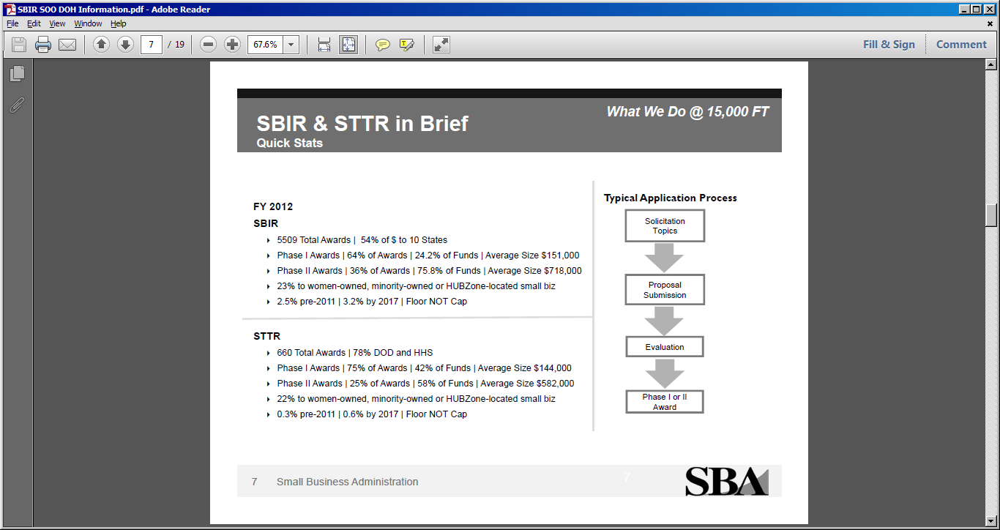 SBIR SOO DOH Information.pdf - Adobe Reader
File Edit View Window Help
7 / 19 67.6% Fill & Sign Comment
What We Do @ 15,000 FT
SBIR & STTR in Brief
Quick Stats
FY 2012
SBIR
5509 Total Awards | 54% of $ to 10 States
Phase I Awards | 64% of Awards | 24.2% of Funds | Average Size $151,000
Phase II Awards | 36% of Awards | 75.8% of Funds | Average Size $718,000
23% to women-owned, minority-owned or HUBZone-located small biz
2.5% pre-2011 | 3.2% by 2017 | Floor NOT Cap
STTR
660 Total Awards | 78% DOD and HHS
Phase I Awards | 75% of Awards | 42% of Funds | Average Size $144,000
Phase II Awards | 25% of Awards | 58% of Funds | Average Size $582,000
22% to women-owned, minority-owned or HUBZone-located small biz
0.3% pre-2011 | 0.6% by 2017 | Floor NOT Cap
Typical Application Process
Solicitation
Topics
Proposal
Submission
Evaluation
Phase I or II
Award
7 Small Business Administration 7
SBA